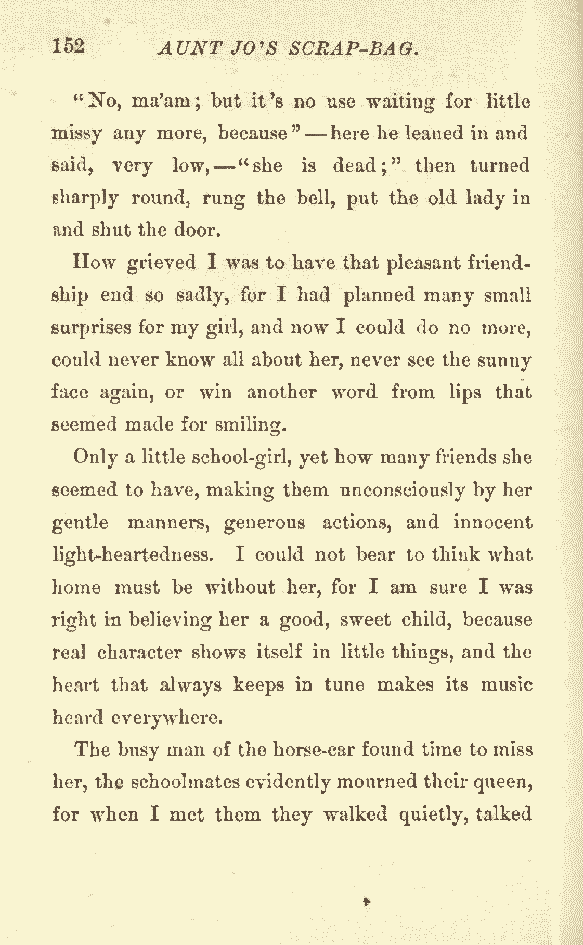 152 AUNT JO'S SCRAP-BAG.
"No, ma'am; but it's no use waiting for little
missy any more, because"—here he leaned in and
said, very low,—"she is dead;" then turned
sharply round, rung the bell, put the old lady in
and shut the door.
How grieved I was to have that pleasant friend-
ship end so sadly, for I had planned many small
surprises for my girl, and now I could do no more,
could never know all about her, never see the sunny
face again, or win another word from lips that
seemed made for smiling.
Only a little school-girl, yet how many friends she
seemed to have, making them unconsciously by her
gentle manners, generous actions, and innocent
light-heartedness. I could not bear to think what
home must be without her, for I am sure I was
right in believing her a good, sweet child, because
real character shows itself in little things, and the
heart that always keeps in tune makes its music
heard everywhere.
The busy man of the horse-car found time to miss
her, the schoolmates evidently mourned their queen,
for when I met them they walked quietly, talked